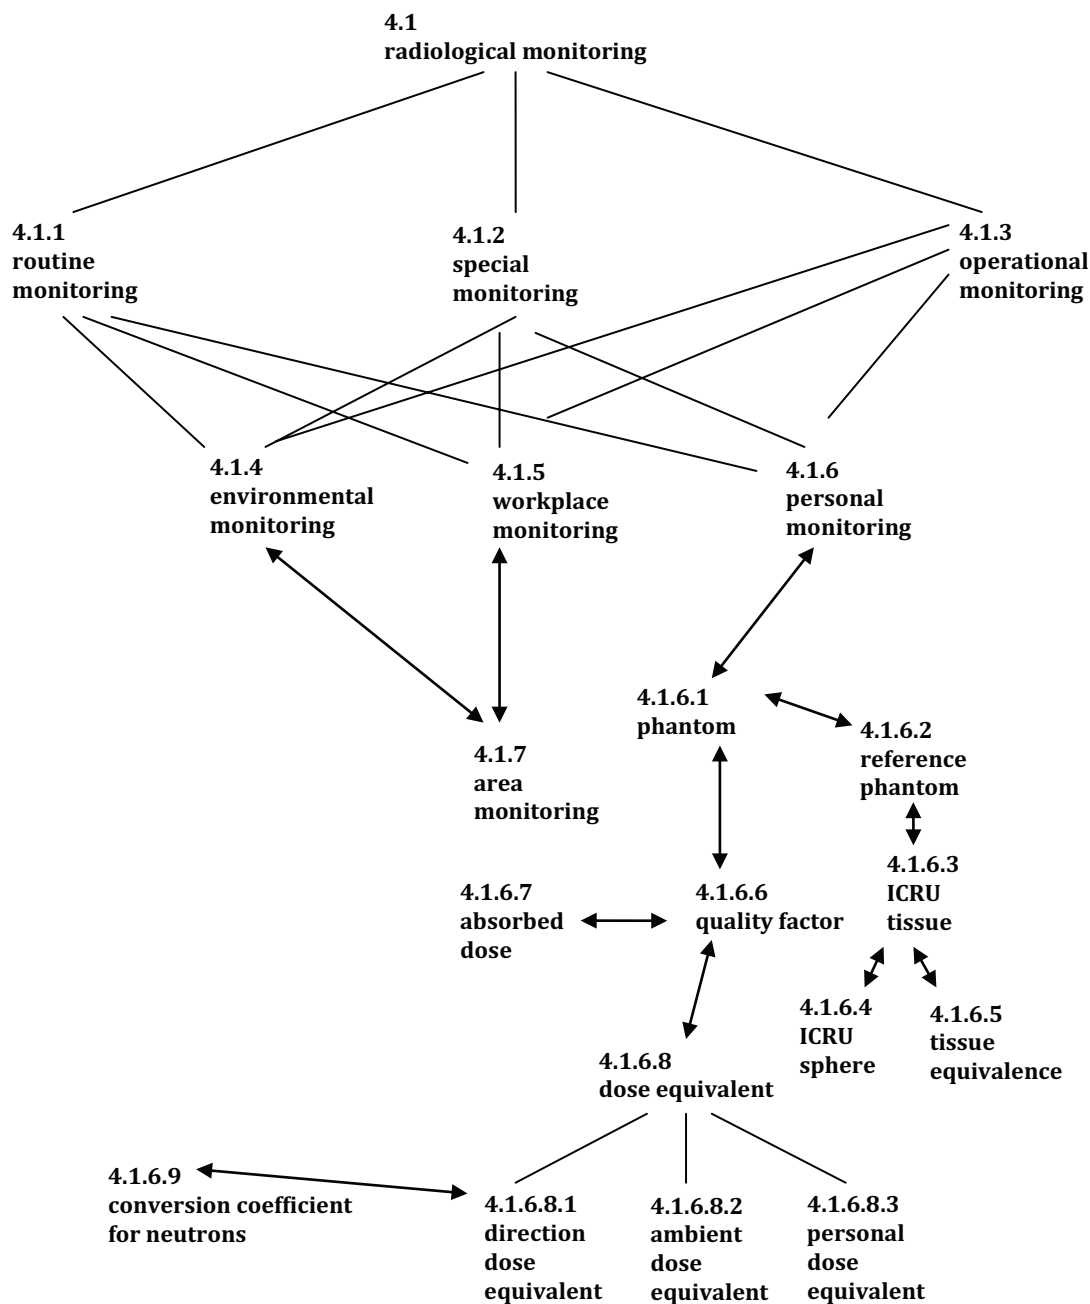 4.1
radiological monitoring
4.1.1
routine
monitoring
4.1.2
special
monitoring
4.1.3
operational
monitoring
4.1.4
environmental
monitoring
4.1.5
workplace
monitoring
4.1.6
personal
monitoring
4.1.6.1
phantom
4.1.6.2
reference
phantom
4.1.7
area
monitoring
4.1.6.3
ICRU
tissue
4.1.6.7
absorbed
dose
4.1.6.6
quality factor
4.1.6.4
ICRU
sphere
4.1.6.5
tissue
equivalence
4.1.6.8
dose equivalent
4.1.6.9
conversion coefficient
for neutrons
4.1.6.8.1
direction
dose
equivalent
4.1.6.8.2
ambient
dose
equivalent
4.1.6.8.3
personal
dose
equivalent